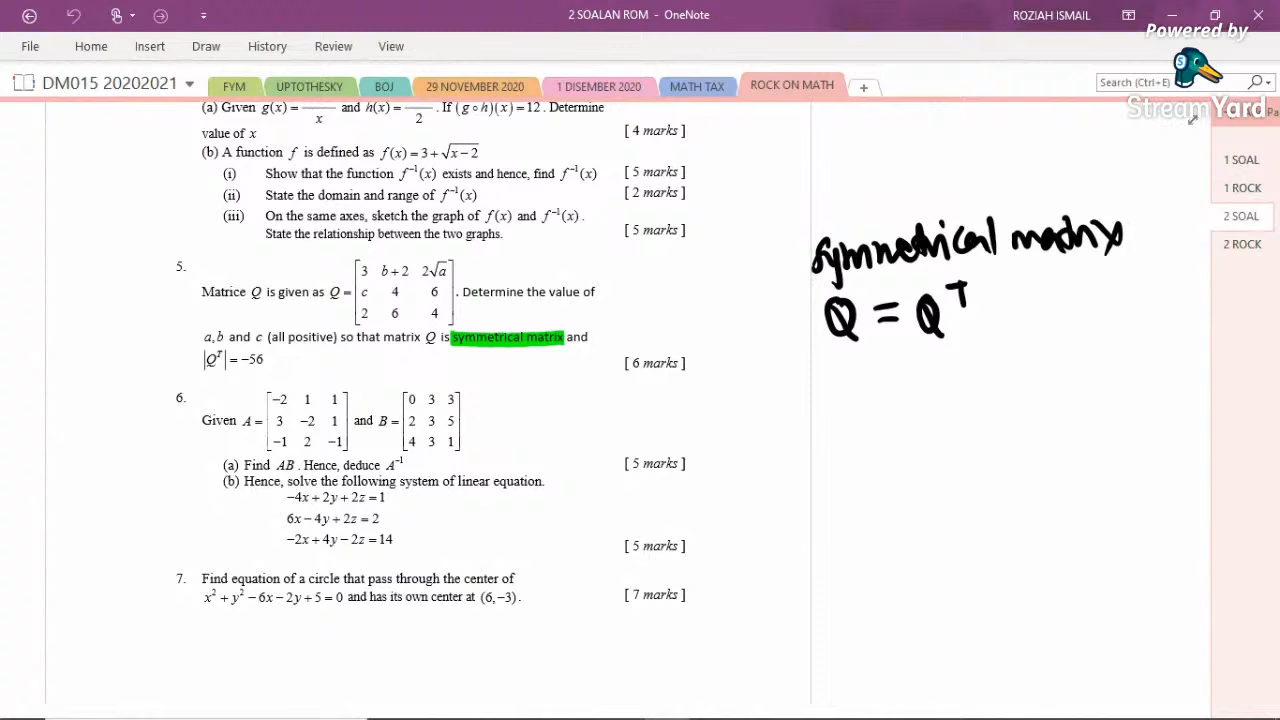 2 SOALAN ROM - OneNote
ROZIAH ISMAIL
Powered by
File Home Insert Draw History Review View
DM015 20202021
FYM UPTOTHESKY BOJ 29 NOVEMBER 2020 1 DISEMBER 2020 MATH TAX ROCK ON MATH
Search (Ctrl+E)
StreamYard
Pa
(a) Given g(x) = —/x and h(x) = —/2 . If (g ∘ h)(x) = 12. Determine
value of x [ 4 marks ]
(b) A function f is defined as f(x) = 3 + √(x − 2)
(i) Show that the function f⁻¹(x) exists and hence, find f⁻¹(x) [ 5 marks ]
(ii) State the domain and range of f⁻¹(x) [ 2 marks ]
(iii) On the same axes, sketch the graph of f(x) and f⁻¹(x).
State the relationship between the two graphs. [ 5 marks ]
5.
3 b+2 2√a
Matrice Q is given as Q = c 4 6 . Determine the value of
2 6 4
a,b and c (all positive) so that matrix Q is symmetrical matrix and
|Qᵀ| = −56 [ 6 marks ]
6.
−2 1 1 0 3 3
Given A = 3 −2 1 and B = 2 3 5
−1 2 −1 4 3 1
(a) Find AB. Hence, deduce A⁻¹ [ 5 marks ]
(b) Hence, solve the following system of linear equation.
−4x + 2y + 2z = 1
6x − 4y + 2z = 2
−2x + 4y − 2z = 14
[ 5 marks ]
7. Find equation of a circle that pass through the center of
x² + y² − 6x − 2y + 5 = 0 and has its own center at (6,−3). [ 7 marks ]
symmetrical matrix
Q = Qᵀ
1 SOAL
1 ROCK
2 SOAL
2 ROCK